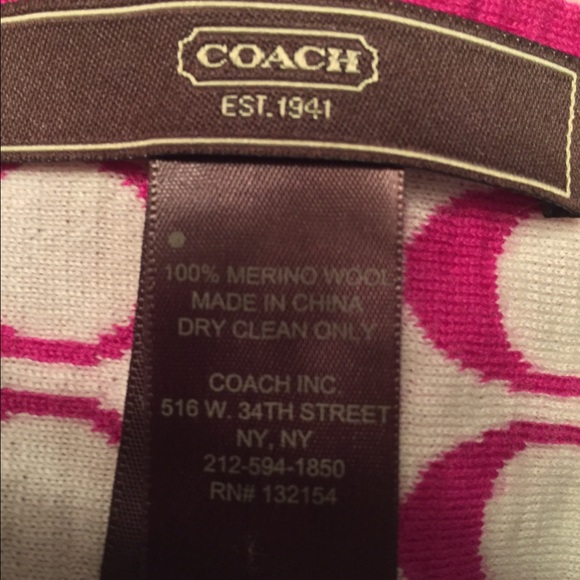 COACH
EST. 1941
100% MERINO WOOL
MADE IN CHINA
DRY CLEAN ONLY
COACH INC.
516 W. 34TH STREET
NY, NY
212-594-1850
RN# 132154